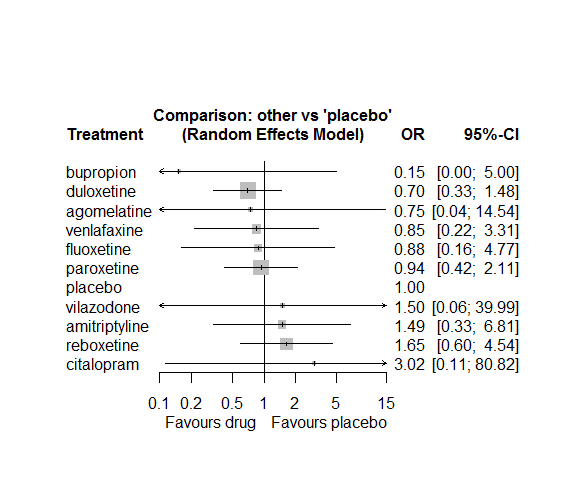 Comparison: other vs 'placebo'
Treatment (Random Effects Model) OR 95%-CI
bupropion 0.15 [0.00; 5.00]
duloxetine 0.70 [0.33; 1.48]
agomelatine 0.75 [0.04; 14.54]
venlafaxine 0.85 [0.22; 3.31]
fluoxetine 0.88 [0.16; 4.77]
paroxetine 0.94 [0.42; 2.11]
placebo 1.00
vilazodone 1.50 [0.06; 39.99]
amitriptyline 1.49 [0.33; 6.81]
reboxetine 1.65 [0.60; 4.54]
citalopram 3.02 [0.11; 80.82]
0.1 0.2 0.5 1 2 5 15
Favours drug Favours placebo